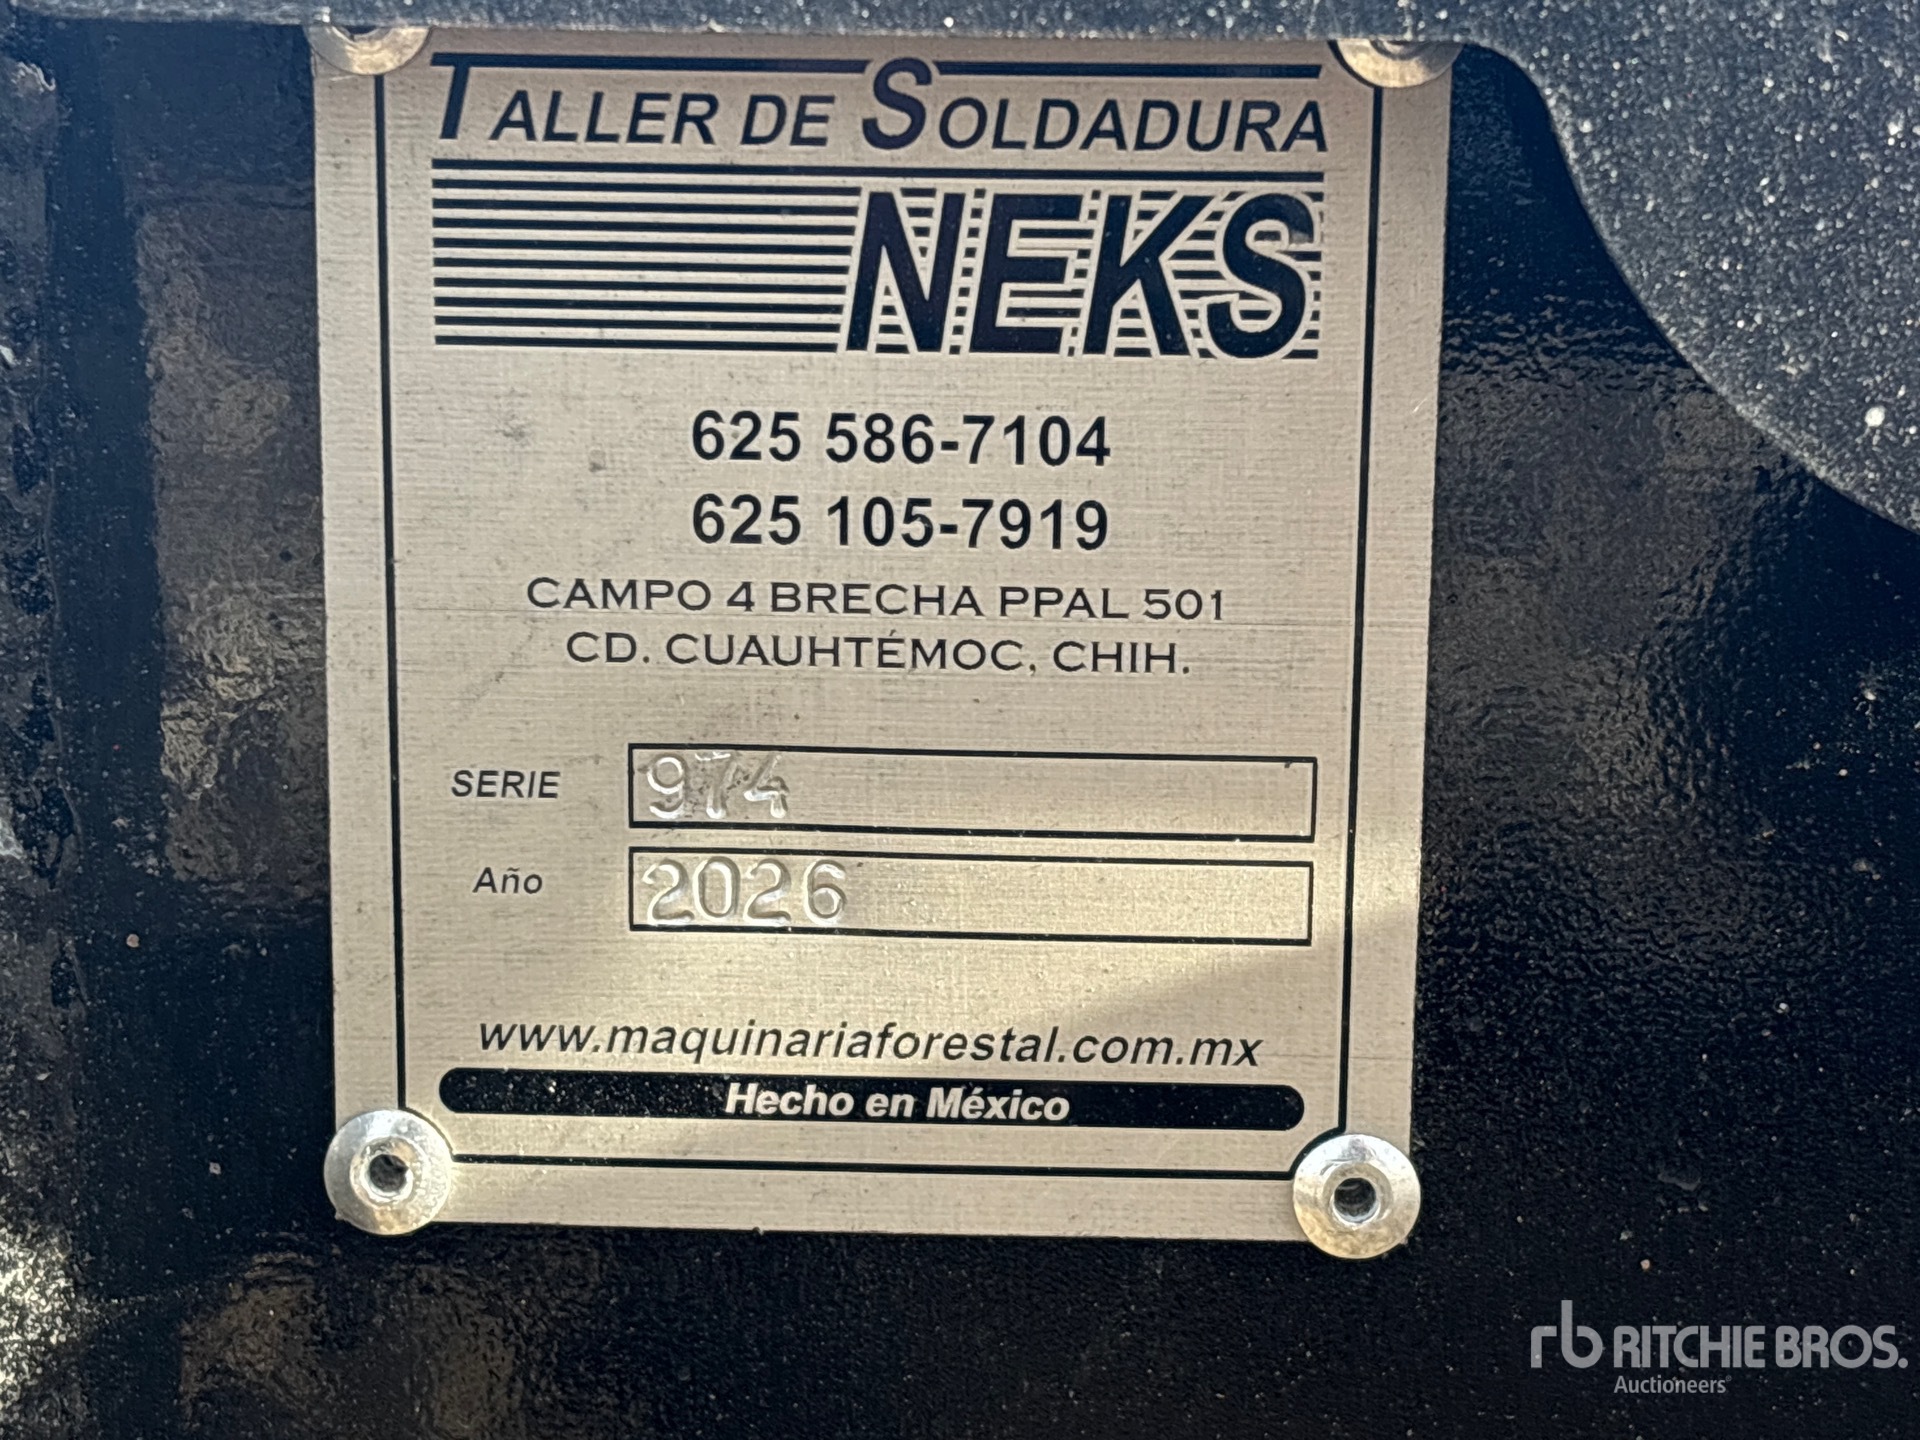 TALLER DE SOLDADURA
NEKS
625 586-7104
625 105-7919
CAMPO 4 BRECHA PPAL 501
CD. CUAUHTÉMOC, CHIH.
SERIE 974
Año 2026
www.maquinariaforestal.com.mx
Hecho en México
rb RITCHIE BROS.
Auctioneers